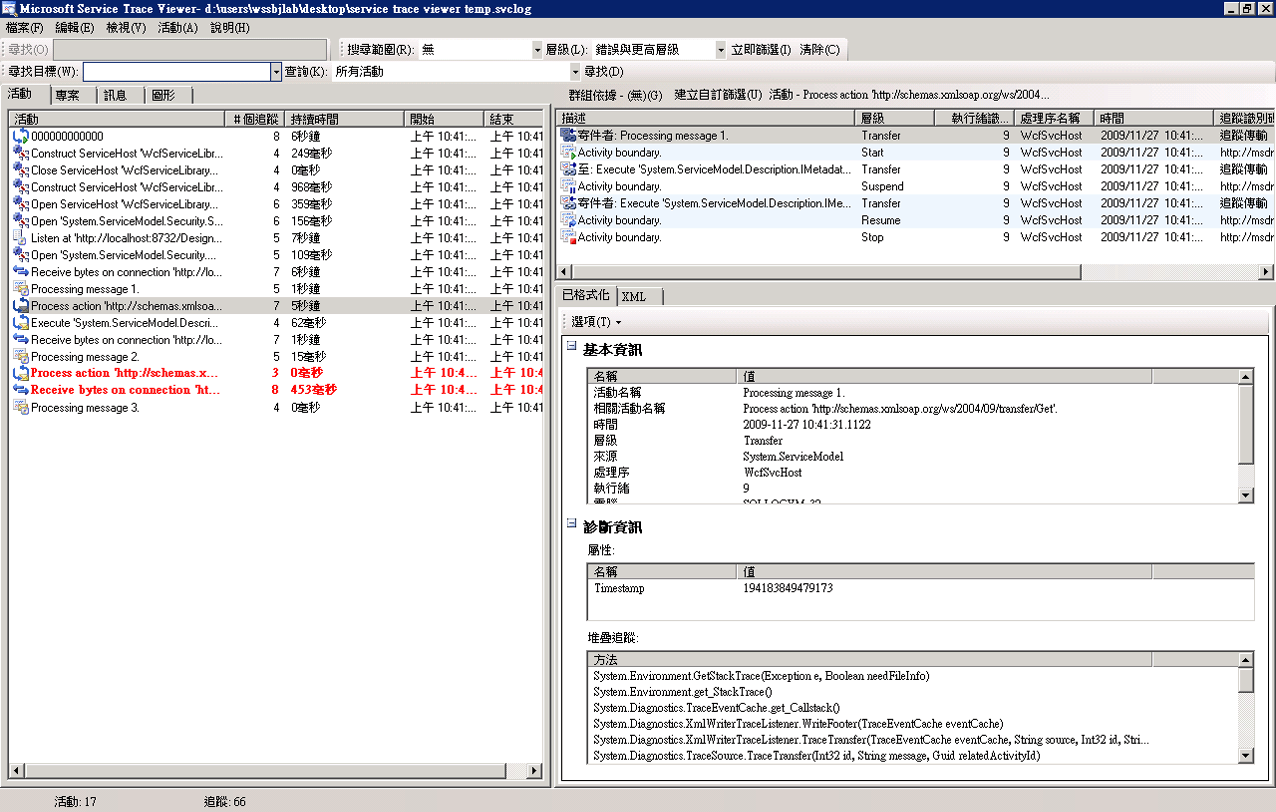 Microsoft Service Trace Viewer- d:\users\wssbjlab\desktop\service trace viewer temp.svclog
檔案(F) 編輯(E) 檢視(V) 活動(A) 說明(H)
尋找(O) 搜尋範圍(R): 無 層級(L): 錯誤與更高層級 立即篩選(I) 清除(C)
尋找目標(W): 查詢(K): 所有活動 尋找(D)
活動 專案 訊息 圖形
活動 # 個追蹤 持續時間 開始 結束
000000000000 8 6秒鐘 上午 10:41:... 上午 10:41
Construct ServiceHost 'WcfServiceLibr... 4 249毫秒 上午 10:41:... 上午 10:41
Close ServiceHost 'WcfServiceLibrary... 4 0毫秒 上午 10:41:... 上午 10:41
Construct ServiceHost 'WcfServiceLibr... 4 968毫秒 上午 10:41:... 上午 10:41
Open ServiceHost 'WcfServiceLibrary... 6 359毫秒 上午 10:41:... 上午 10:41
Open 'System.ServiceModel.Security.S... 6 156毫秒 上午 10:41:... 上午 10:41
Listen at 'http://localhost:8732/Design... 5 7秒鐘 上午 10:41:... 上午 10:41
Open 'System.ServiceModel.Security.... 5 109毫秒 上午 10:41:... 上午 10:41
Receive bytes on connection 'http://lo... 7 6秒鐘 上午 10:41:... 上午 10:41
Processing message 1. 5 1秒鐘 上午 10:41:... 上午 10:41
Process action 'http://schemas.xmlsoa... 7 5秒鐘 上午 10:41:... 上午 10:41
Execute 'System.ServiceModel.Descri... 4 62毫秒 上午 10:41:... 上午 10:41
Receive bytes on connection 'http://lo... 7 1秒鐘 上午 10:41:... 上午 10:41
Processing message 2. 5 15毫秒 上午 10:41:... 上午 10:41
Process action 'http://schemas.x... 3 0毫秒 上午 10:4... 上午 10:4
Receive bytes on connection 'ht... 8 453毫秒 上午 10:4... 上午 10:4
Processing message 3. 4 0毫秒 上午 10:41:... 上午 10:41
群組依據 - (無)(G) 建立自訂篩選(U) 活動 - Process action 'http://schemas.xmlsoap.org/ws/2004...
描述 層級 執行緒識... 處理序名稱 時間 追蹤識別
寄件者: Processing message 1. Transfer 9 WcfSvcHost 2009/11/27 10:41:... 追蹤傳輸
Activity boundary. Start 9 WcfSvcHost 2009/11/27 10:41:... http://msdr
至: Execute 'System.ServiceModel.Description.IMetadat... Transfer 9 WcfSvcHost 2009/11/27 10:41:... 追蹤傳輸
Activity boundary. Suspend 9 WcfSvcHost 2009/11/27 10:41:... http://msdr
寄件者: Execute 'System.ServiceModel.Description.IMe... Transfer 9 WcfSvcHost 2009/11/27 10:41:... 追蹤傳輸
Activity boundary. Resume 9 WcfSvcHost 2009/11/27 10:41:... http://msdr
Activity boundary. Stop 9 WcfSvcHost 2009/11/27 10:41:... http://msdr
已格式化 XML
選項(T)
基本資訊
名稱 值
活動名稱 Processing message 1.
相關活動名稱 Process action 'http://schemas.xmlsoap.org/ws/2004/09/transfer/Get'.
時間 2009-11-27 10:41:31.1122
層級 Transfer
來源 System.ServiceModel
處理序 WcfSvcHost
執行緒 9
診斷資訊
屬性:
名稱 值
Timestamp 194183849479173
堆疊追蹤:
方法
System.Environment.GetStackTrace(Exception e, Boolean needFileInfo)
System.Environment.get_StackTrace()
System.Diagnostics.TraceEventCache.get_Callstack()
System.Diagnostics.XmlWriterTraceListener.WriteFooter(TraceEventCache eventCache)
System.Diagnostics.XmlWriterTraceListener.TraceTransfer(TraceEventCache eventCache, String source, Int32 id, Stri...
System.Diagnostics.TraceSource.TraceTransfer(Int32 id, String message, Guid relatedActivityId)
活動: 17 追蹤: 66